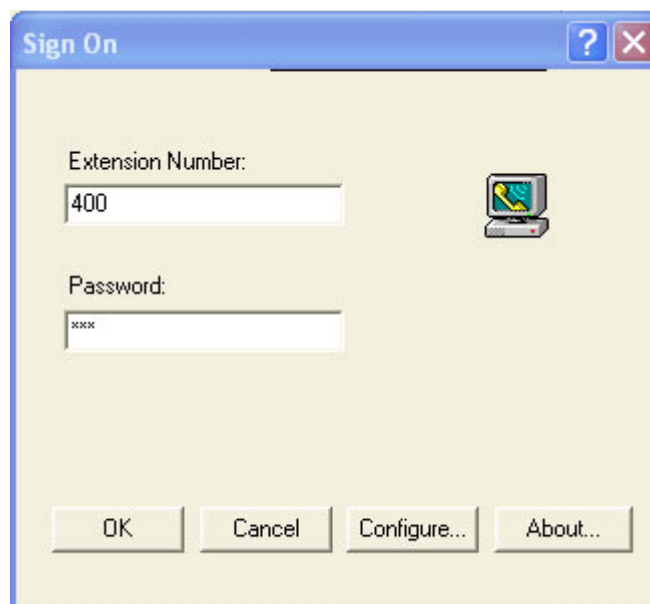 Sign On
Extension Number:
400
Password:
***
OK Cancel Configure... About...